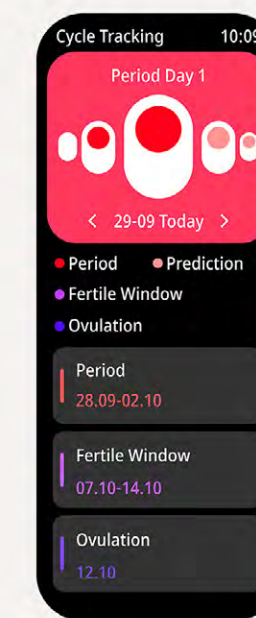 Cycle Tracking 10:09
Period Day 1
< 29-09 Today >
Period Prediction
Fertile Window
Ovulation
Period
28.09-02.10
Fertile Window
07.10-14.10
Ovulation
12.10